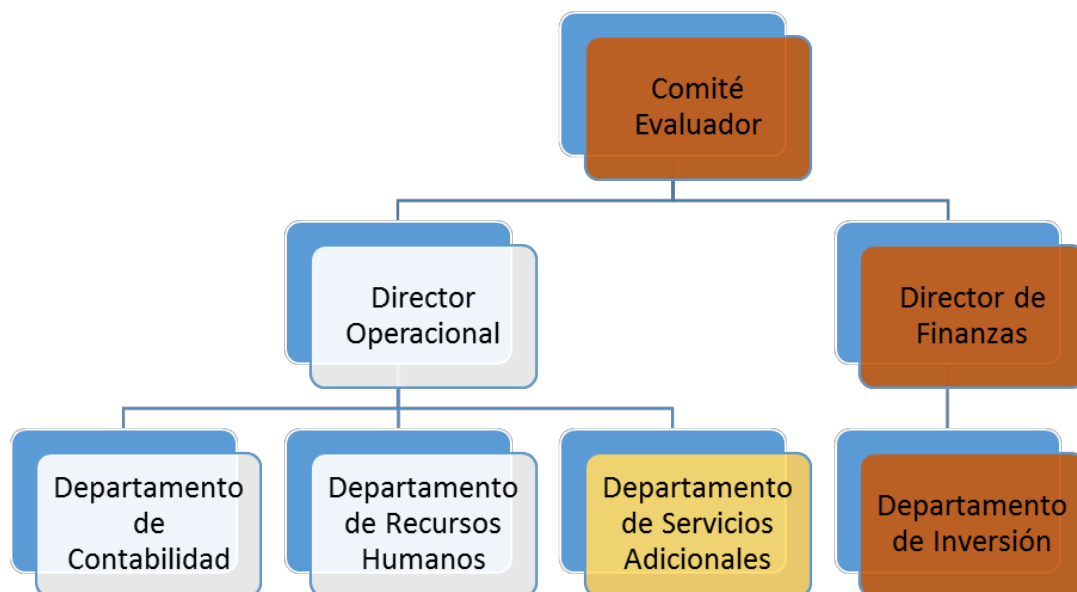 Comité
Evaluador
Director
Operacional
Director de
Finanzas
Departamento
de
Contabilidad
Departamento
de Recursos
Humanos
Departamento
de Servicios
Adicionales
Departamento
de Inversión